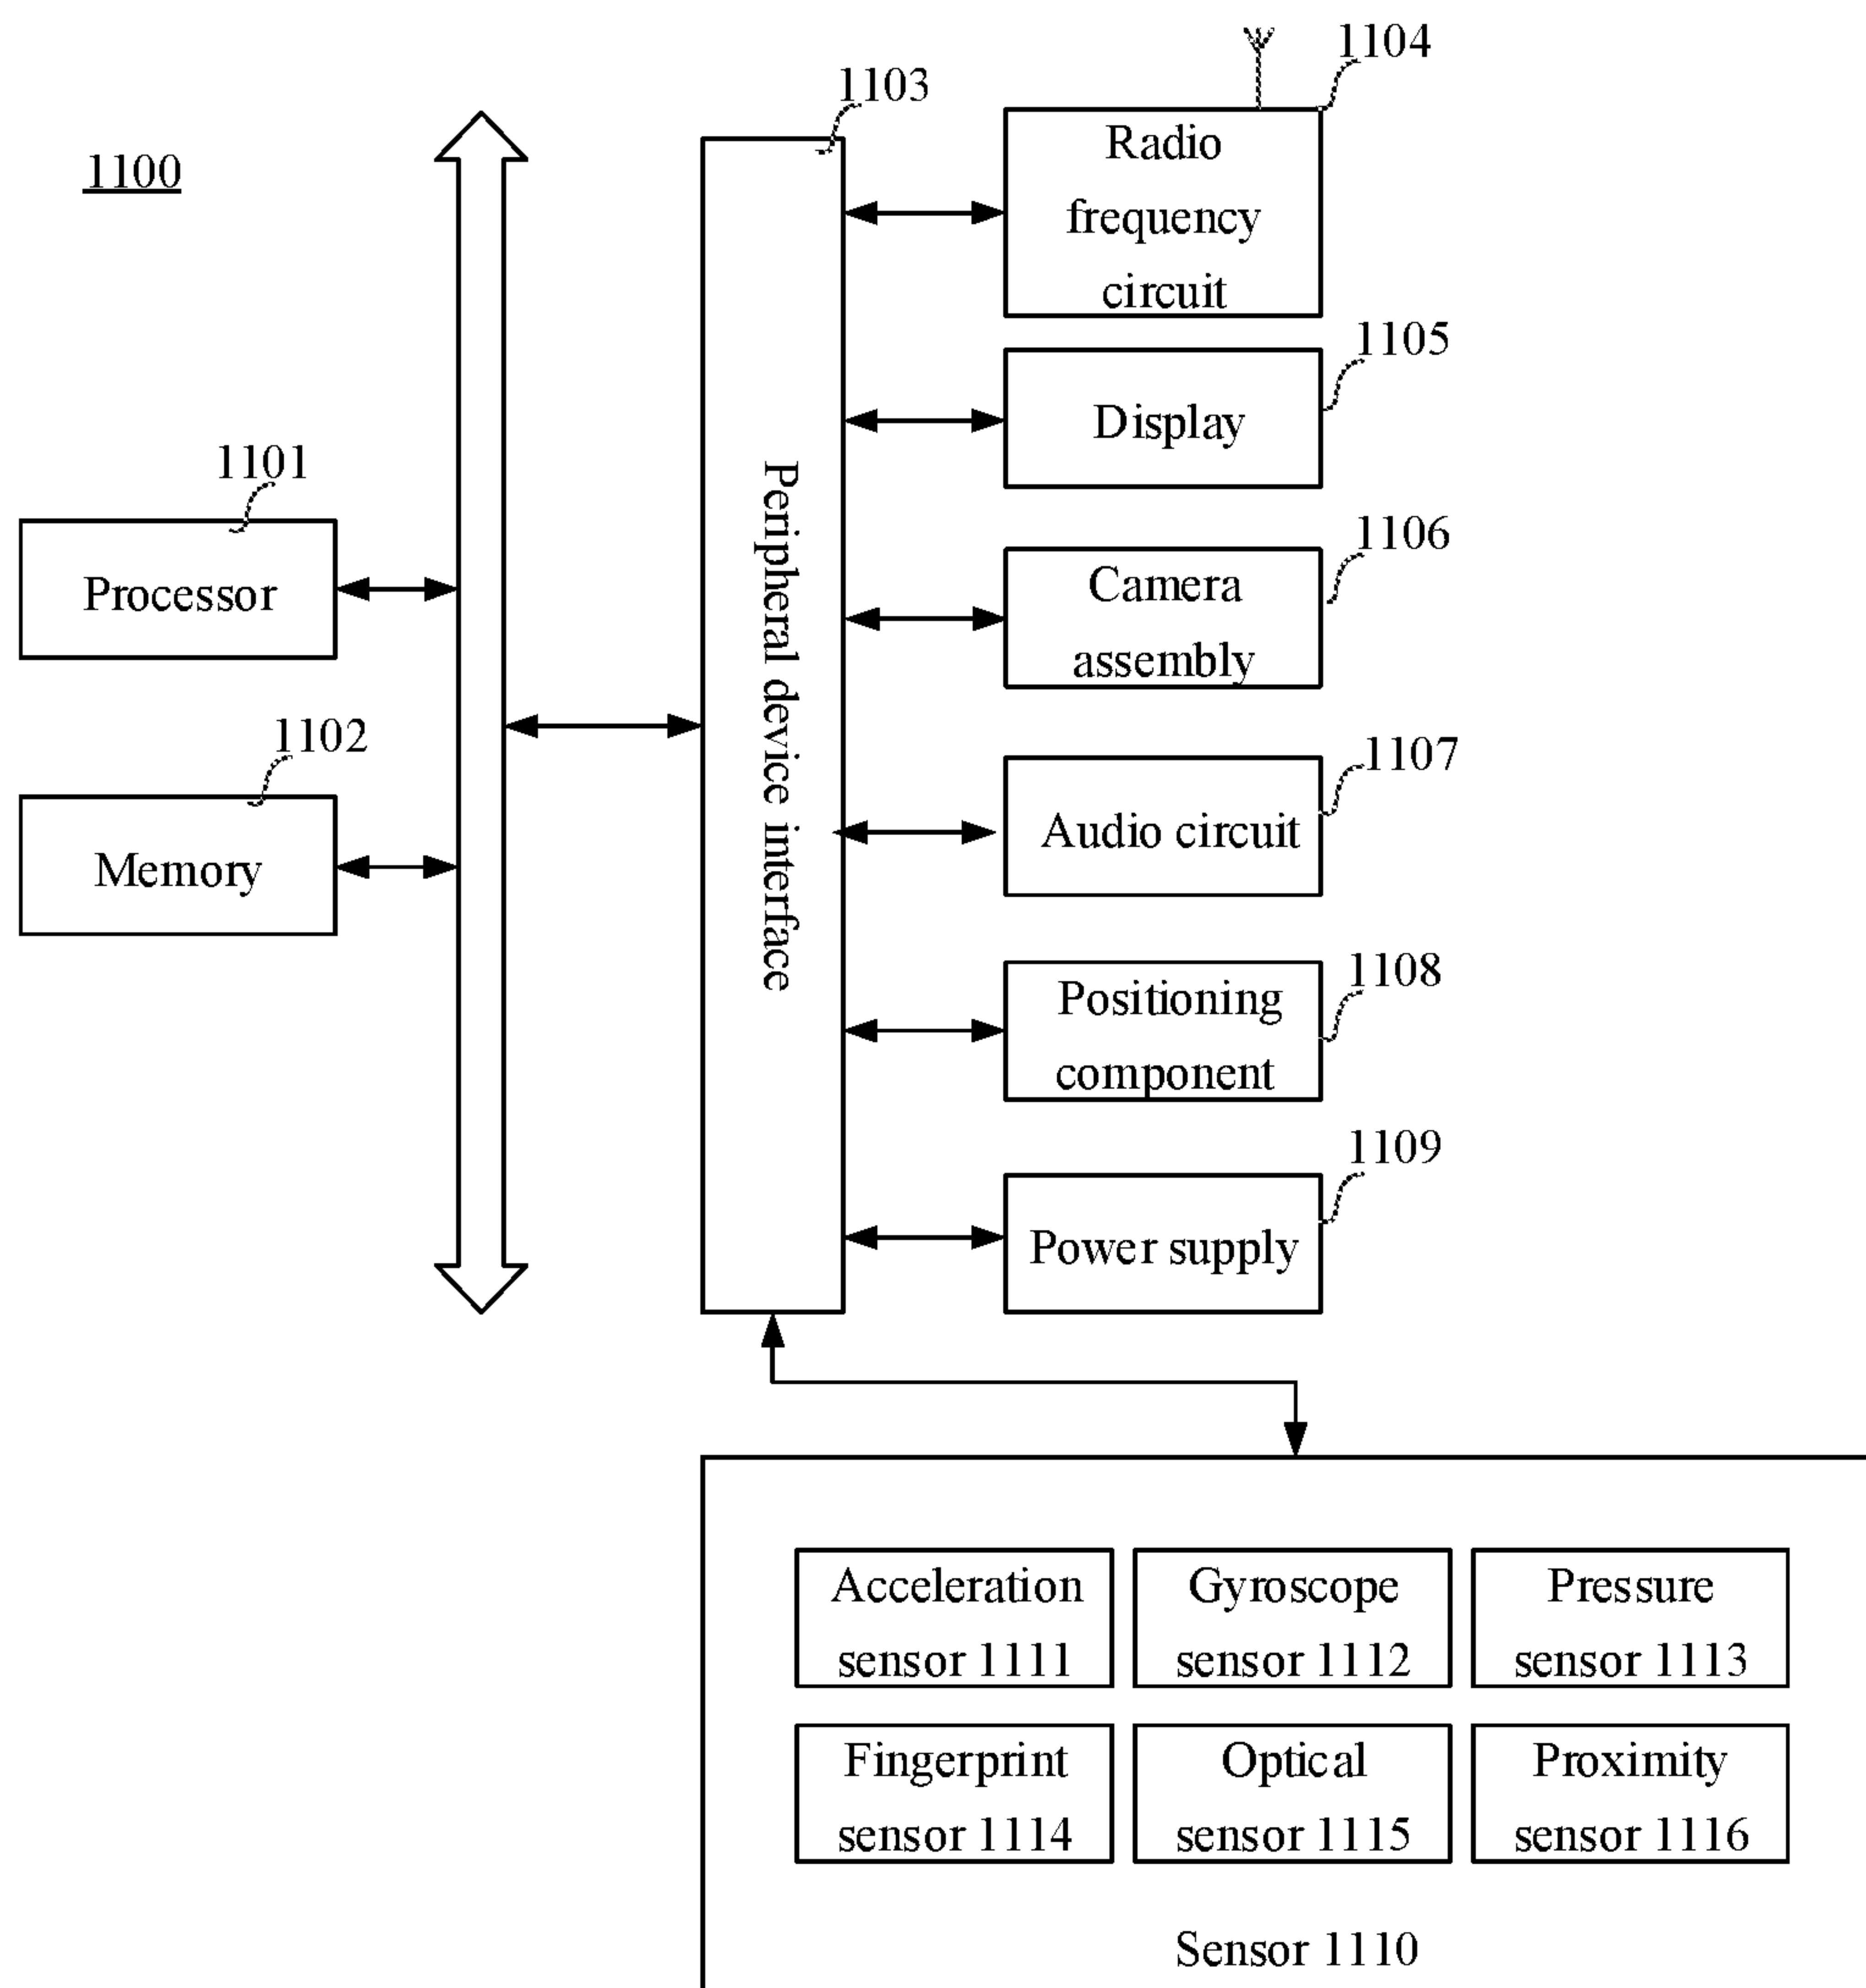 1100
1101
Processor
1102
Memory
1103
Peripheral device interface
1104
Radio
frequency
circuit
1105
Display
1106
Camera
assembly
1107
Audio circuit
1108
Positioning
component
1109
Power supply
Acceleration
sensor 1111
Gyroscope
sensor 1112
Pressure
sensor 1113
Fingerprint
sensor 1114
Optical
sensor 1115
Proximity
sensor 1116
Sensor 1110